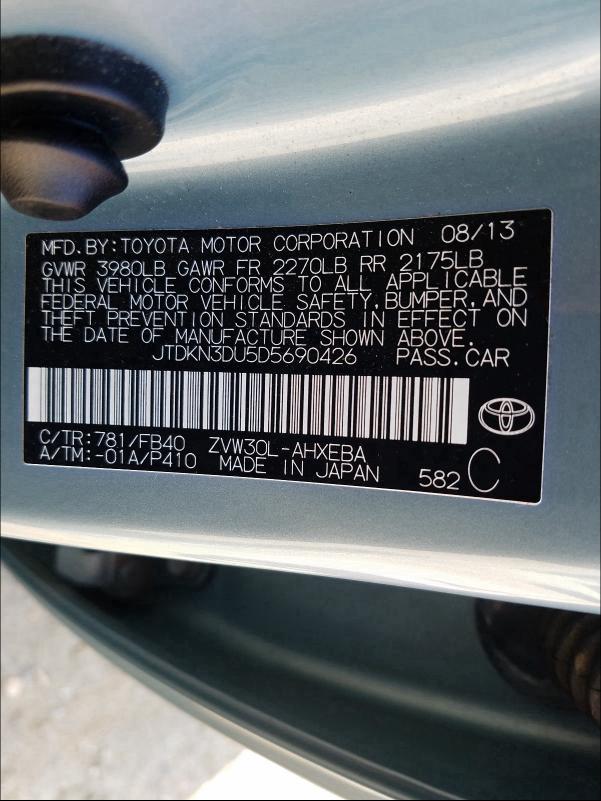 MFD.BY:TOYOTA MOTOR CORPORATION 08/13
GVWR 3980LB GAWR FR 2270LB RR 2175LB
THIS VEHICLE CONFORMS TO ALL APPLICABLE
FEDERAL MOTOR VEHICLE SAFETY,BUMPER,AND
THEFT PREVENTION STANDARDS IN EFFECT ON
THE DATE OF MANUFACTURE SHOWN ABOVE.
JTDKN3DU5D5690426 PASS.CAR
C/TR:781/FB40 ZVW30L-AHXEBA
A/TM:-01A/P410 MADE IN JAPAN 582 C